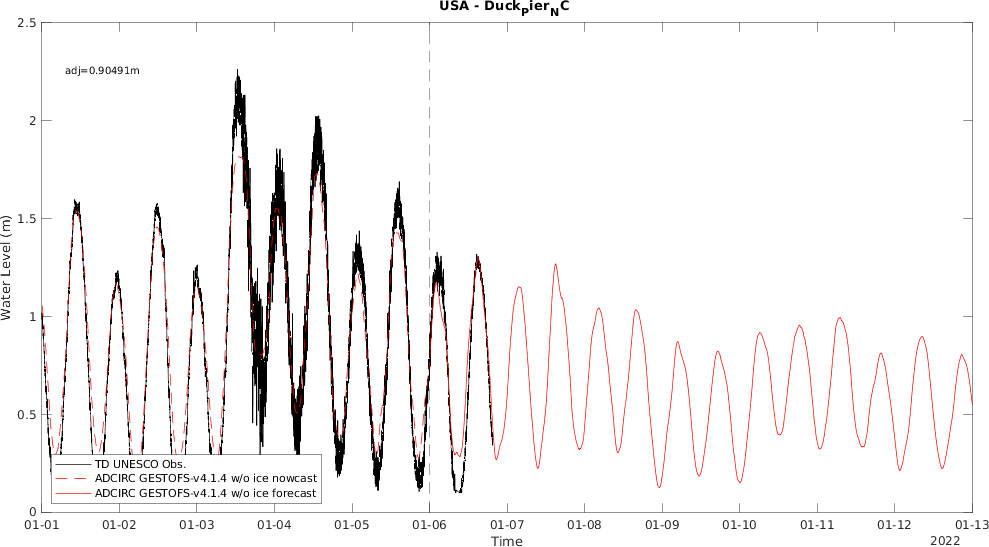 USA - DuckPierNC
2.5
adj=0.90491m
2
1.5
Water Level (m)
1
0.5
TD UNESCO Obs.
ADCIRC GESTOFS-v4.1.4 w/o ice nowcast
ADCIRC GESTOFS-v4.1.4 w/o ice forecast
0
01-01 01-02 01-03 01-04 01-05 01-06 01-07 01-08 01-09 01-10 01-11 01-12 01-13
Time
2022